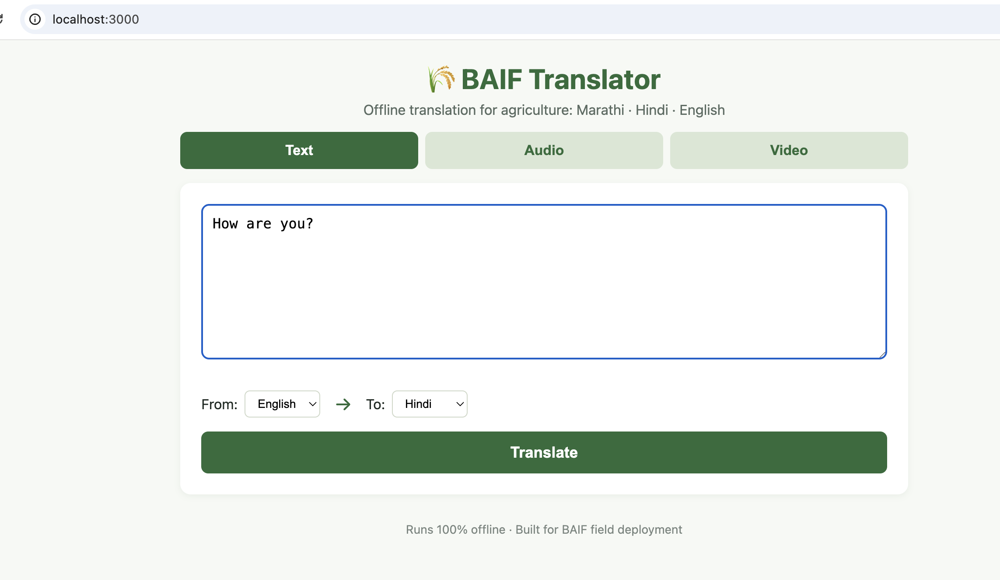 localhost:3000
BAIF Translator
Offline translation for agriculture: Marathi · Hindi · English
Text
Audio
Video
How are you?
From: English → To: Hindi
Translate
Runs 100% offline · Built for BAIF field deployment